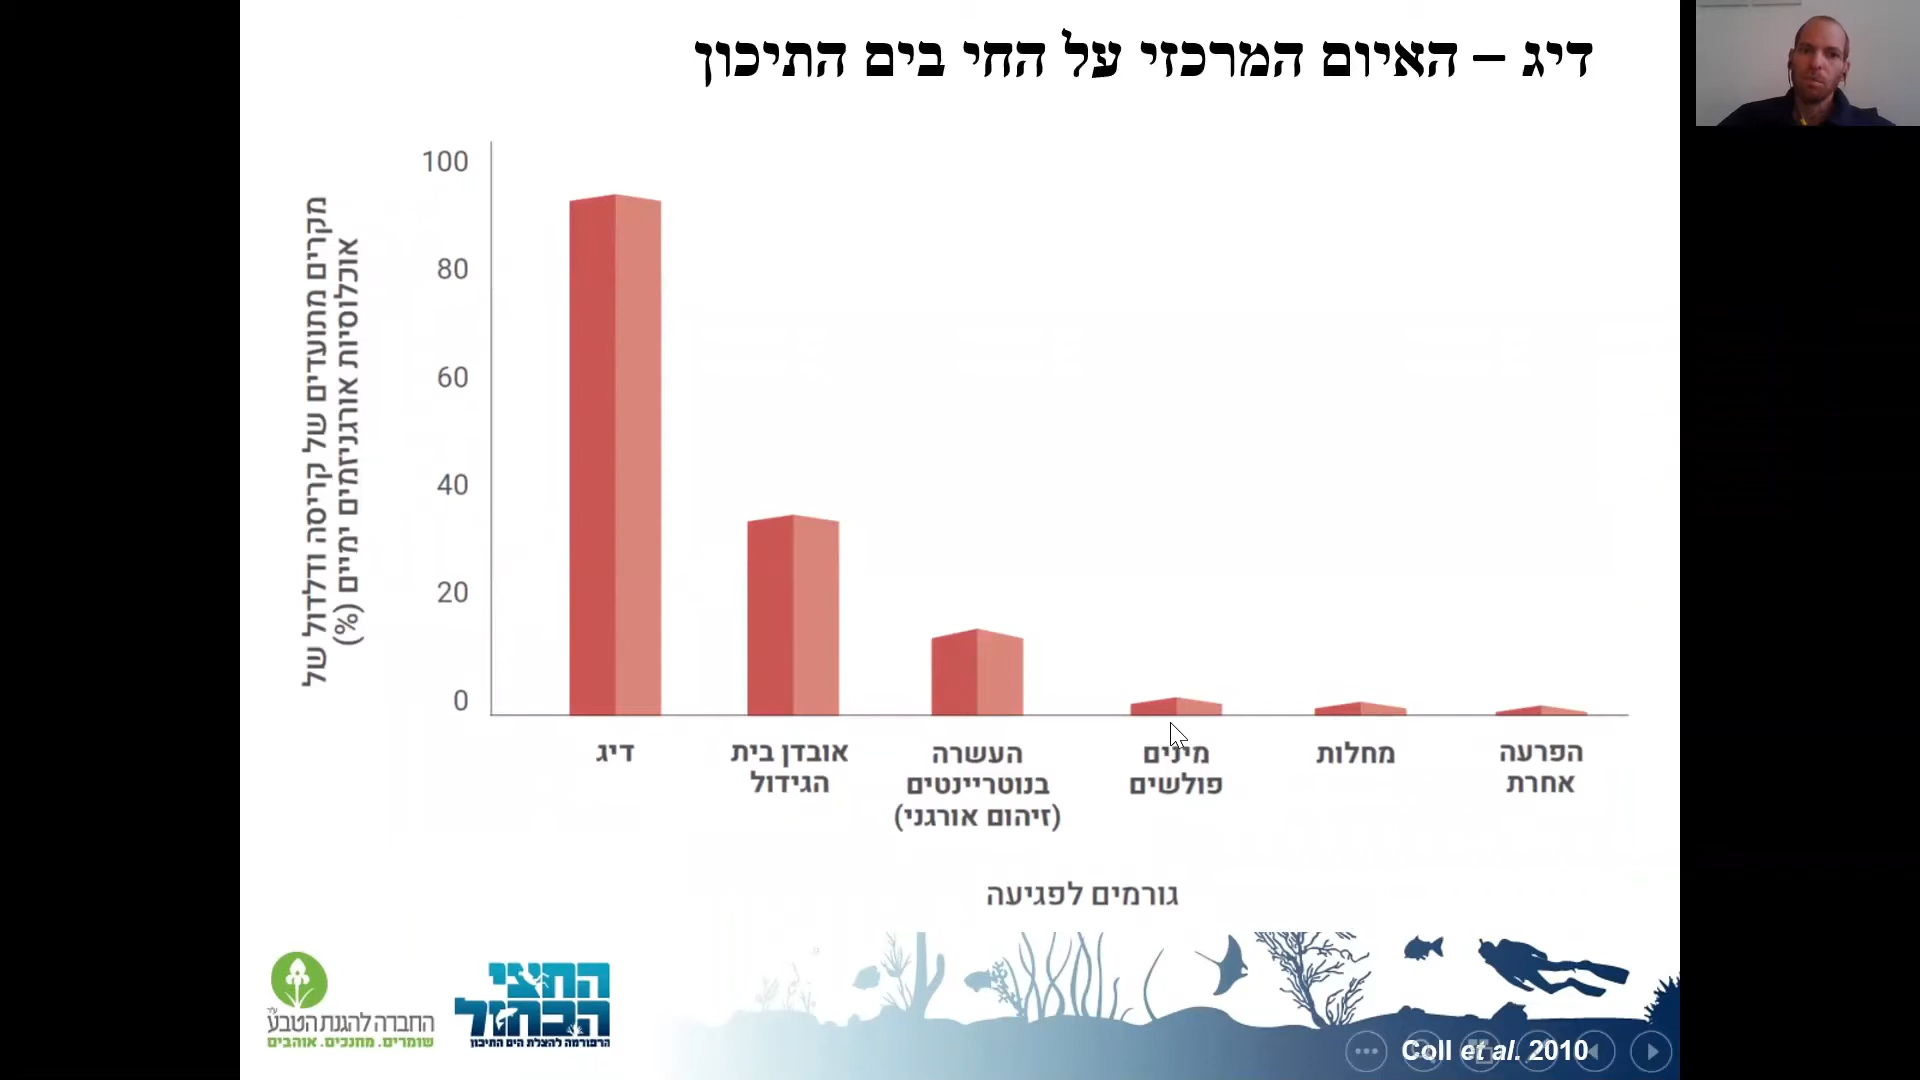 דיג – האיום המרכזי על החי בים התיכון
מקרים מתועדים של קריסה ודלדול של
אוכלוסיות אורגניזמים ימיים (%)
100
80
60
40
20
0
דיג
אובדן בית
הגידול
העשרה
בנוטריינטים
(זיהום אורגני)
מינים
פולשים
מחלות
הפרעה
אחרת
גורמים לפגיעה
החברה להגנת הטבע
שומרים. מחנכים. אוהבים
החצי
הכחול
הרפורמה להצלת הים התיכון
Coll et al. 2010